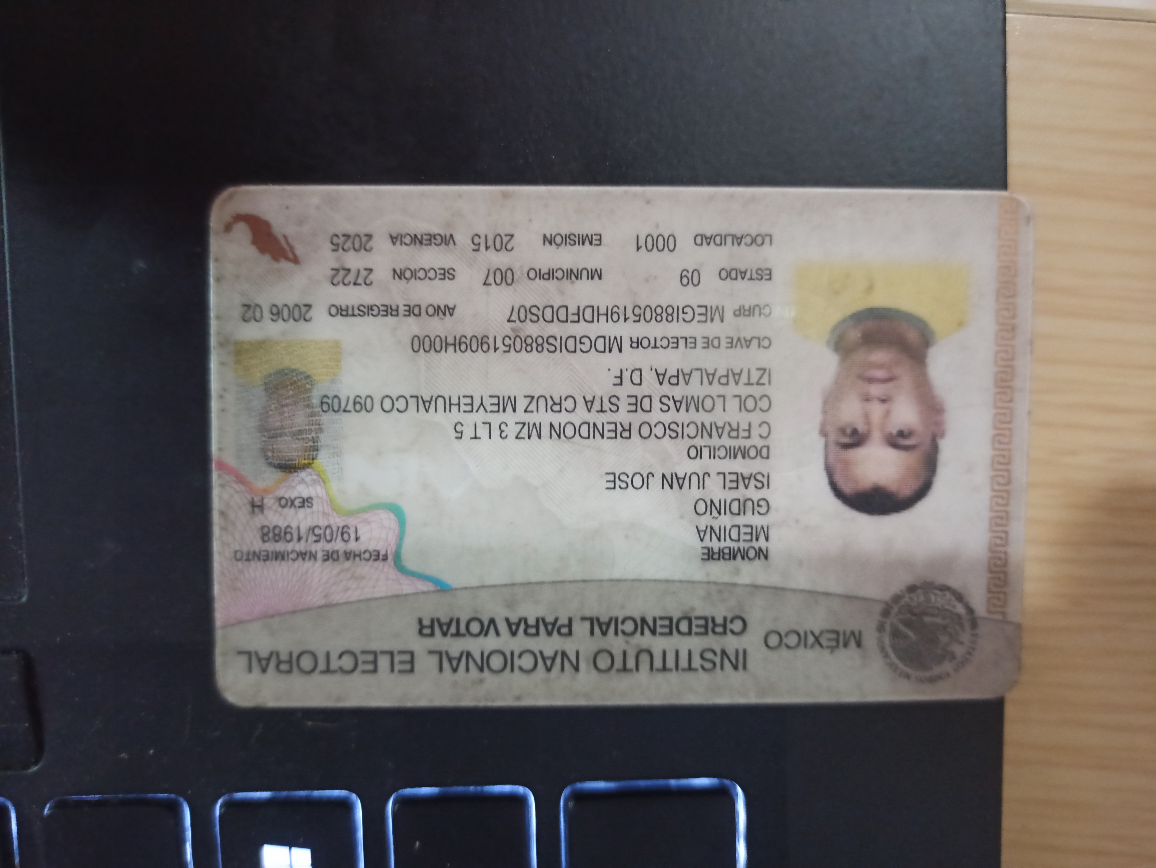 MÉXICO
INSTITUTO NACIONAL ELECTORAL
CREDENCIAL PARA VOTAR
NOMBRE
MEDINA
GUDIÑO
ISAEL JUAN JOSE
FECHA DE NACIMIENTO
19/05/1988
SEXO H
DOMICILIO
C FRANCISCO RENDON MZ 3 LT 5
COL LOMAS DE STA CRUZ MEYEHUALCO 09709
IZTAPALAPA, D.F.
CLAVE DE ELECTOR MDGDIS88051909H000
CURP MEGI880519HDFDDS07 AÑO DE REGISTRO 2006 02
ESTADO 09 MUNICIPIO 007 SECCIÓN 2722
LOCALIDAD 0001 EMISIÓN 2015 VIGENCIA 2025